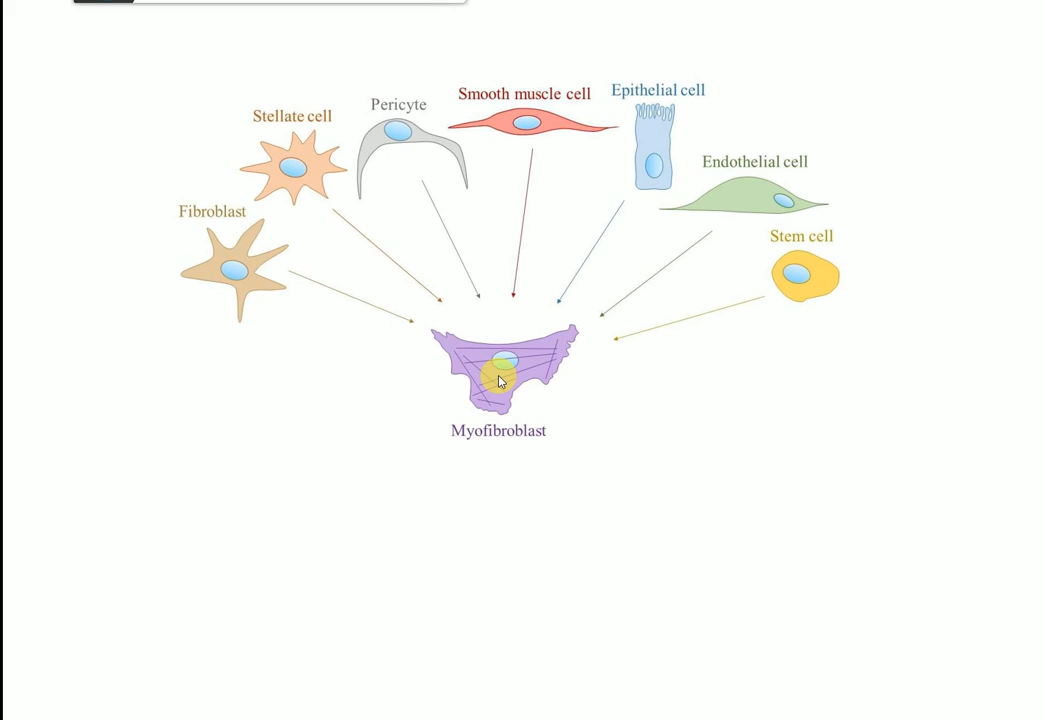 Smooth muscle cell
Epithelial cell
Pericyte
Stellate cell
Endothelial cell
Fibroblast
Stem cell
Myofibroblast